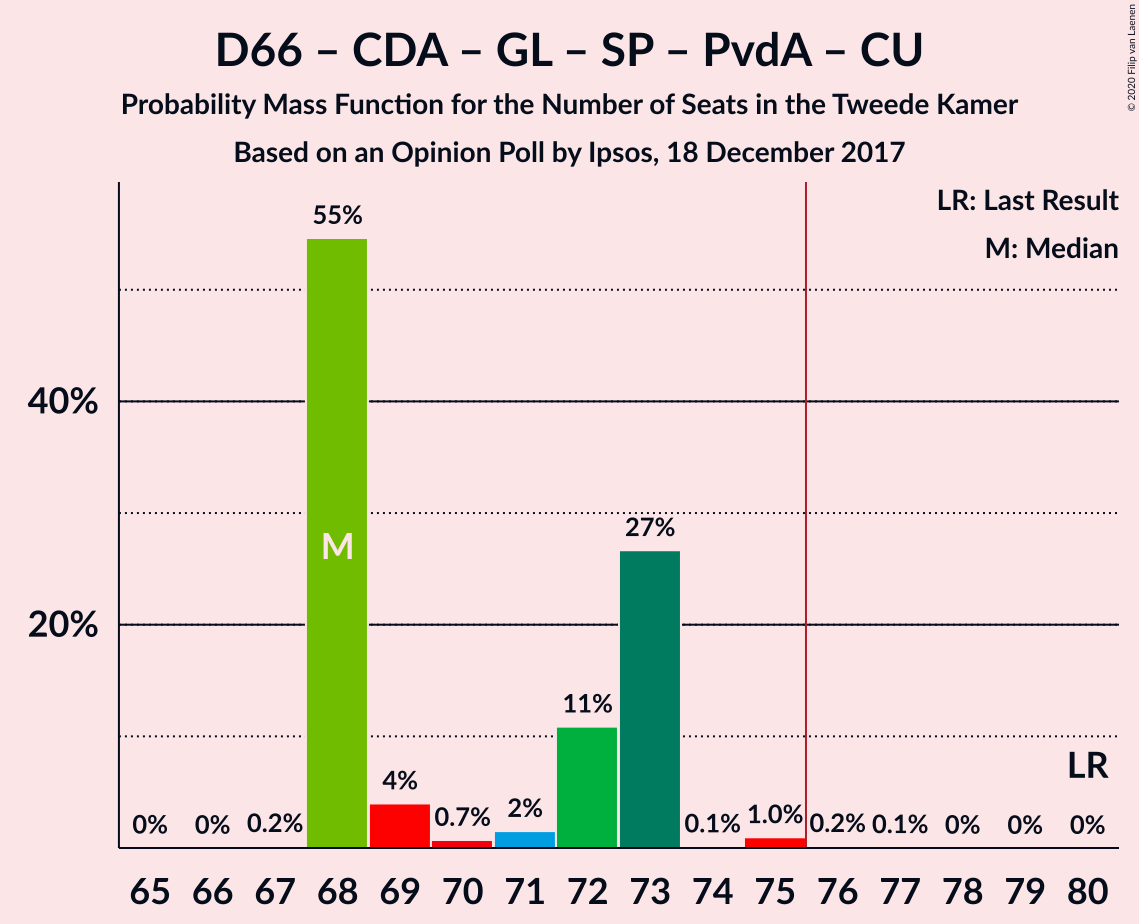 D66 – CDA – GL – SP – PvdA – CU
Probability Mass Function for the Number of Seats in the Tweede Kamer
Based on an Opinion Poll by Ipsos, 18 December 2017
© 2020 Filip van Laenen
LR: Last Result
M: Median
55%
40%
M
27%
20%
11%
LR
0% 0% 0.2% 4% 0.7% 2% 0.1% 1.0% 0.2% 0.1% 0% 0% 0%
65 66 67 68 69 70 71 72 73 74 75 76 77 78 79 80